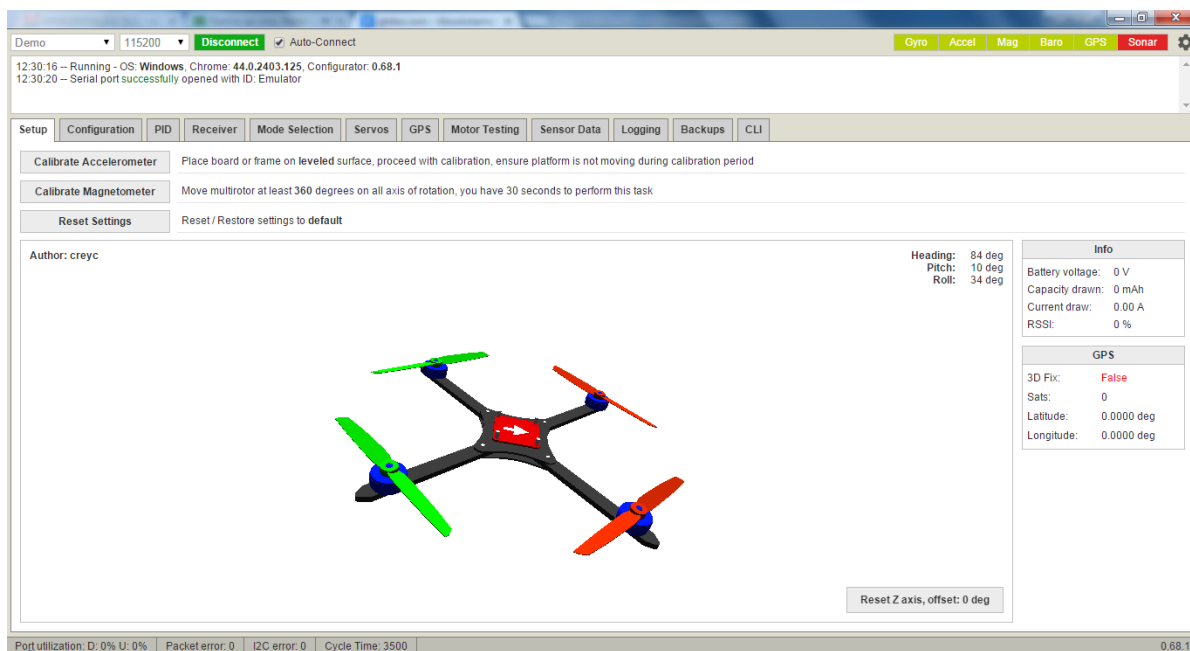 Demo 115200 Disconnect Auto-Connect Gyro Accel Mag Baro GPS Sonar
12:30:16 -- Running - OS: Windows, Chrome: 44.0.2403.125, Configurator: 0.68.1
12:30:20 -- Serial port successfully opened with ID: Emulator
Setup Configuration PID Receiver Mode Selection Servos GPS Motor Testing Sensor Data Logging Backups CLI
Calibrate Accelerometer Place board or frame on leveled surface, proceed with calibration, ensure platform is not moving during calibration period
Calibrate Magnetometer Move multirotor at least 360 degrees on all axis of rotation, you have 30 seconds to perform this task
Reset Settings Reset / Restore settings to default
Author: creyc
Heading: 84 deg
Pitch: 10 deg
Roll: 34 deg
Reset Z axis, offset: 0 deg
Info
Battery voltage: 0 V
Capacity drawn: 0 mAh
Current draw: 0.00 A
RSSI: 0 %
GPS
3D Fix: False
Sats: 0
Latitude: 0.0000 deg
Longitude: 0.0000 deg
Port utilization: D: 0% U: 0% Packet error: 0 I2C error: 0 Cycle Time: 3500 0.68.1